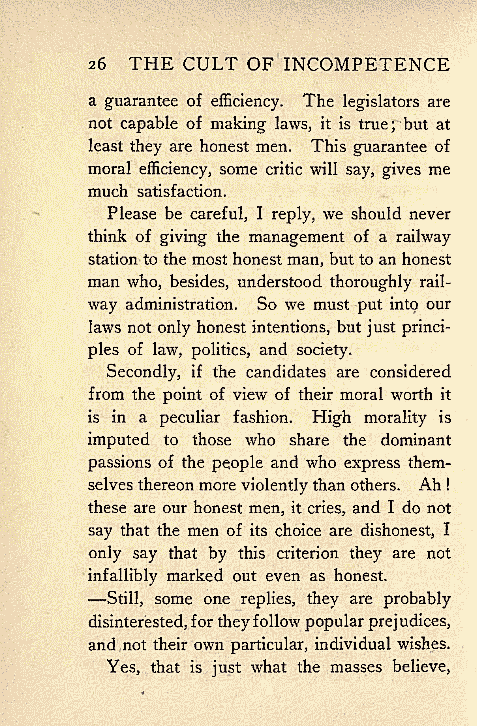 26 THE CULT OF INCOMPETENCE
a guarantee of efficiency. The legislators are
not capable of making laws, it is true; but at
least they are honest men. This guarantee of
moral efficiency, some critic will say, gives me
much satisfaction.
Please be careful, I reply, we should never
think of giving the management of a railway
station to the most honest man, but to an honest
man who, besides, understood thoroughly rail-
way administration. So we must put into our
laws not only honest intentions, but just princi-
ples of law, politics, and society.
Secondly, if the candidates are considered
from the point of view of their moral worth it
is in a peculiar fashion. High morality is
imputed to those who share the dominant
passions of the people and who express them-
selves thereon more violently than others. Ah!
these are our honest men, it cries, and I do not
say that the men of its choice are dishonest, I
only say that by this criterion they are not
infallibly marked out even as honest.
—Still, some one replies, they are probably
disinterested, for they follow popular prejudices,
and not their own particular, individual wishes.
Yes, that is just what the masses believe,